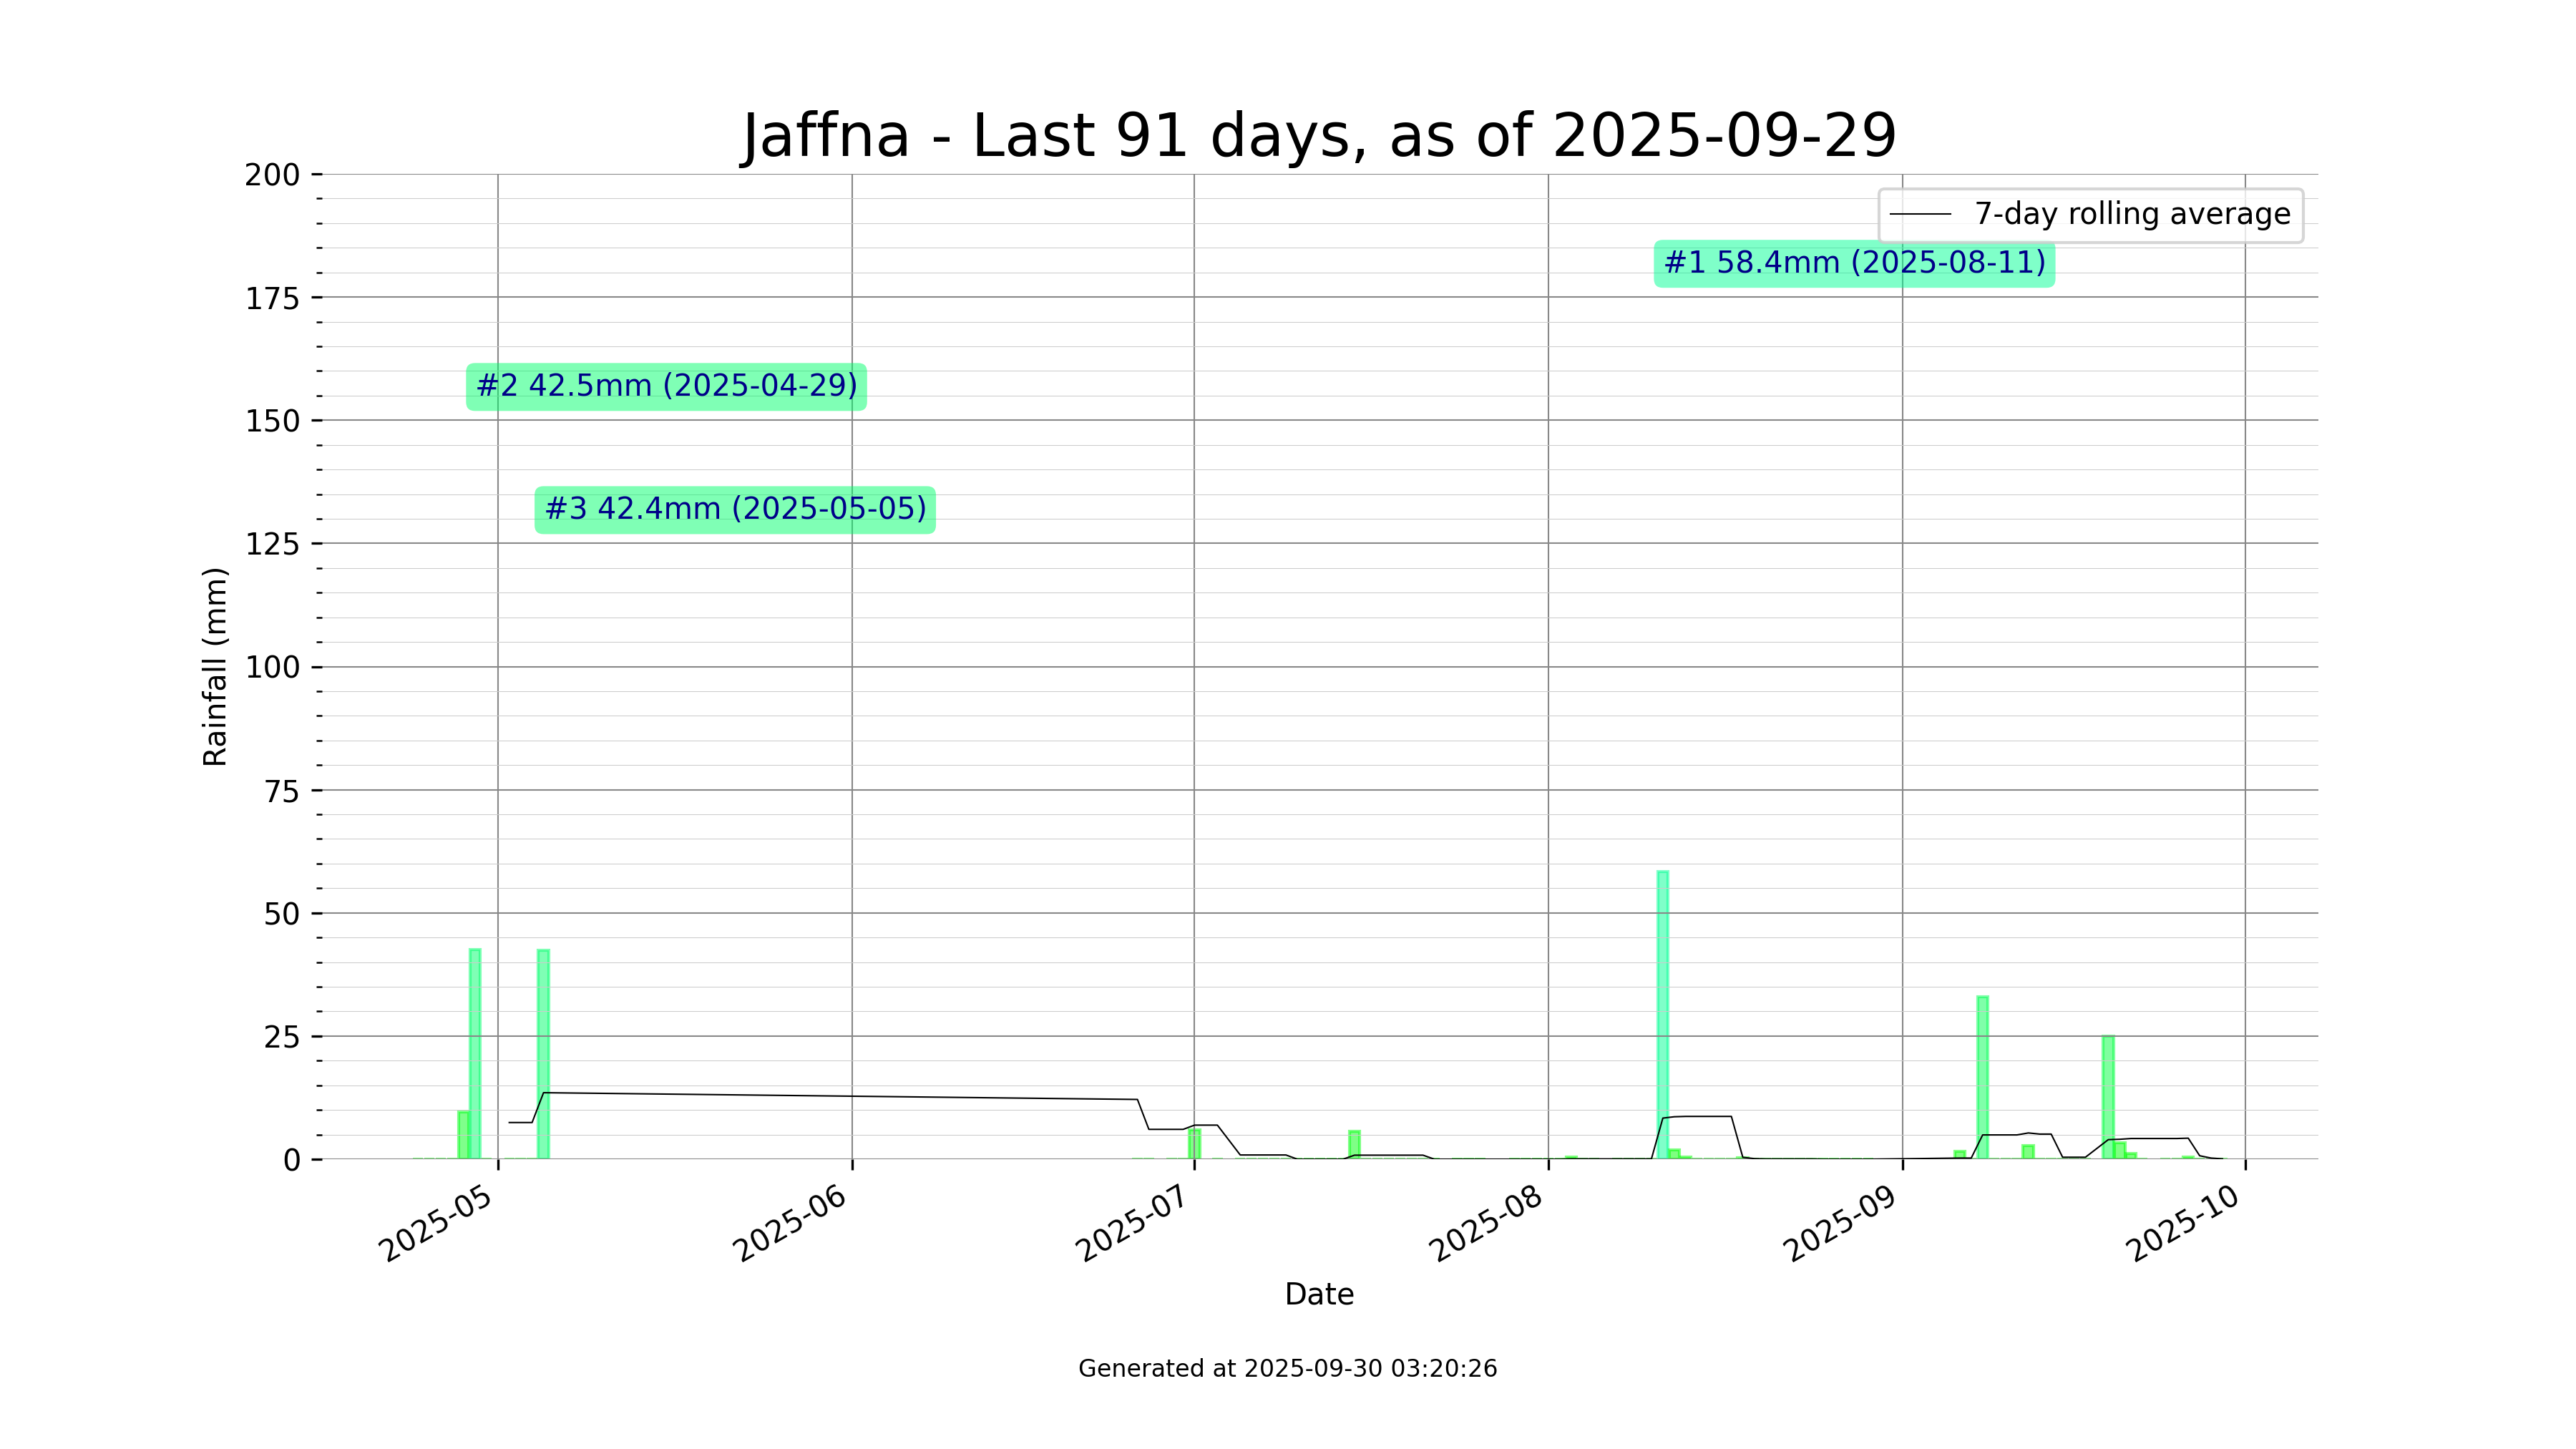 Jaffna - Last 91 days, as of 2025-09-29
200
175
150
125
100
75
50
25
0
Rainfall (mm)
7-day rolling average
#1 58.4mm (2025-08-11)
#2 42.5mm (2025-04-29)
#3 42.4mm (2025-05-05)
2025-05
2025-06
2025-07
2025-08
2025-09
2025-10
Date
Generated at 2025-09-30 03:20:26